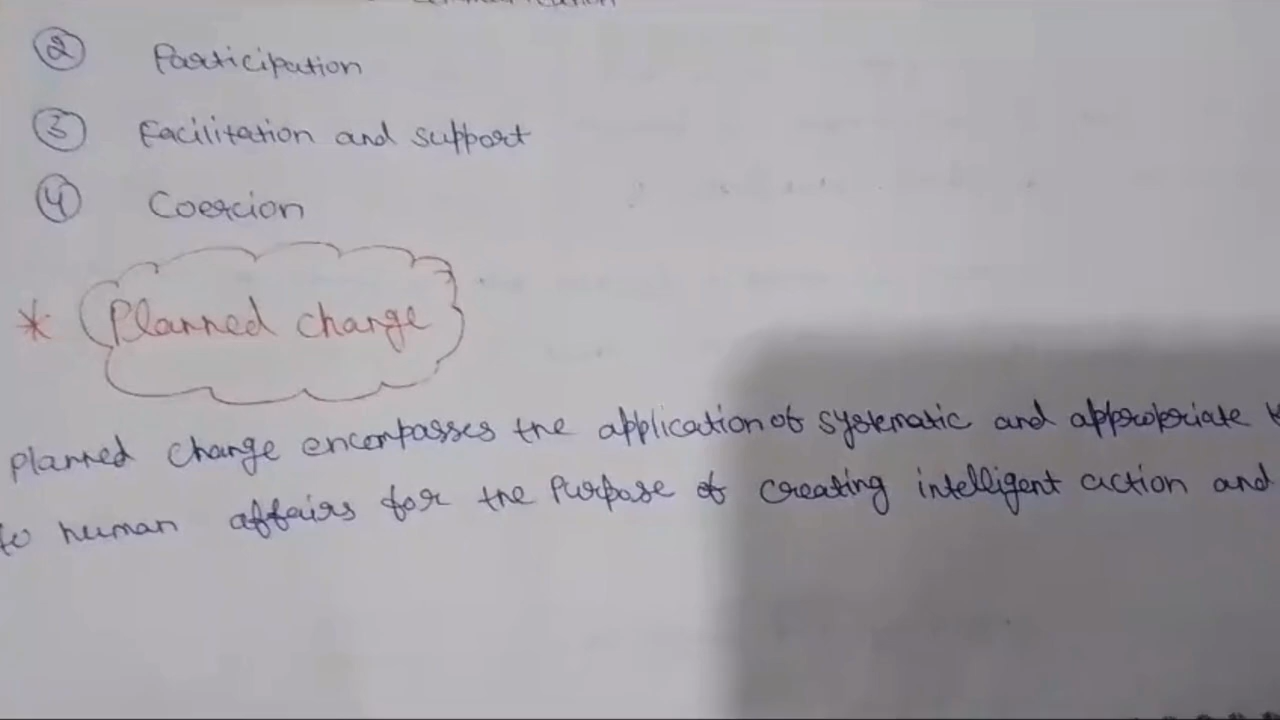 ② Participation
③ Facilitation and support
④ Coercion
* Planned change
Planned change encompasses the application of systematic and appropriate
to human affairs for the purpose of creating intelligent action and